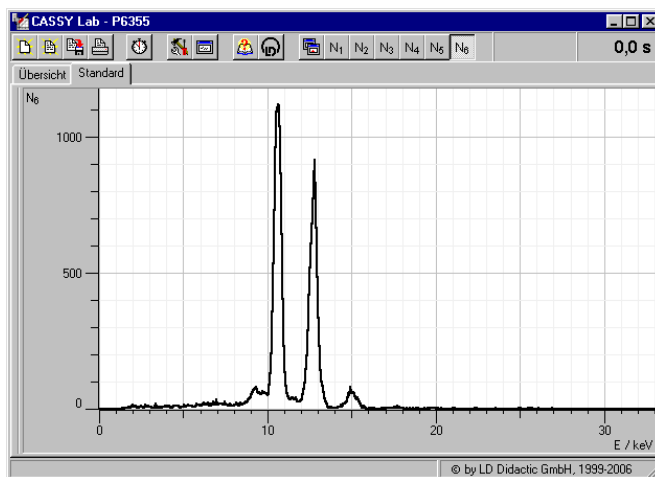 CASSY Lab - P6355
N1 N2 N3 N4 N5 N6 0,0 s
Übersicht Standard
N6
1000
500
0
0 10 20 30
E / keV
© by LD Didactic GmbH, 1999-2006